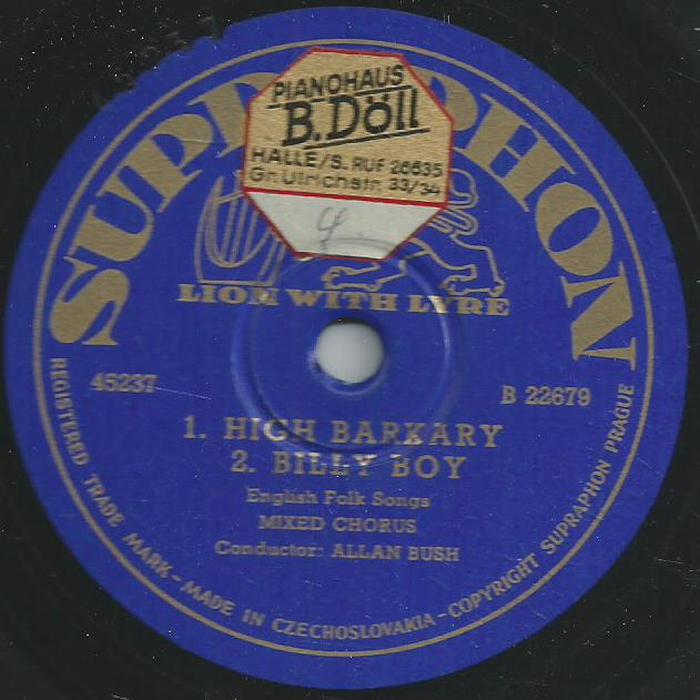 SUPRAPHON
PIANOHAUS
B. Döll
HALLE/S. RUF 26635
Gr. Ulrichstr. 33/34
LION WITH LYRE
45237
B 22679
1. HIGH BARKARY
2. BILLY BOY
English Folk Songs
MIXED CHORUS
Conductor: ALLAN BUSH
REGISTERED TRADE MARK – MADE IN CZECHOSLOVAKIA – COPYRIGHT SUPRAPHON PRAGUE